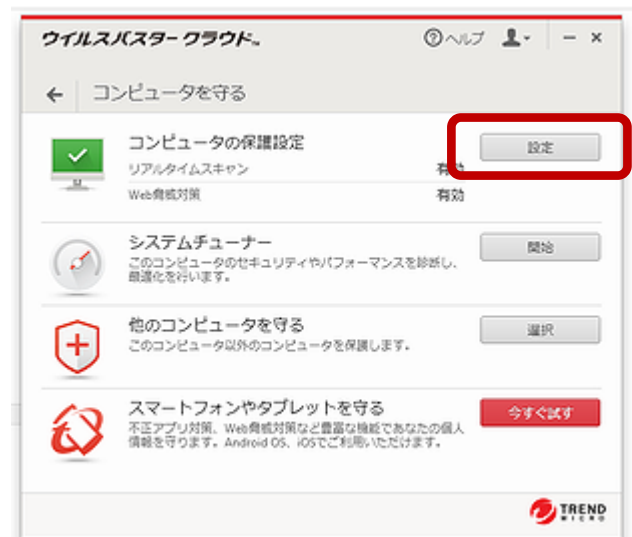 ウイルスバスター クラウド™
?ヘルプ
← コンピュータを守る
コンピュータの保護設定
設定
リアルタイムスキャン 有効
Web脅威対策 有効
システムチューナー
このコンピュータのセキュリティやパフォーマンスを診断し、
最適化を行います。
開始
他のコンピュータを守る
このコンピュータ以外のコンピュータを保護します。
選択
スマートフォンやタブレットを守る
不正アプリ対策、Web脅威対策など豊富な機能であなたの個人
情報を守ります。Android OS、iOSでご利用いただけます。
今すぐ試す
TREND
MICRO